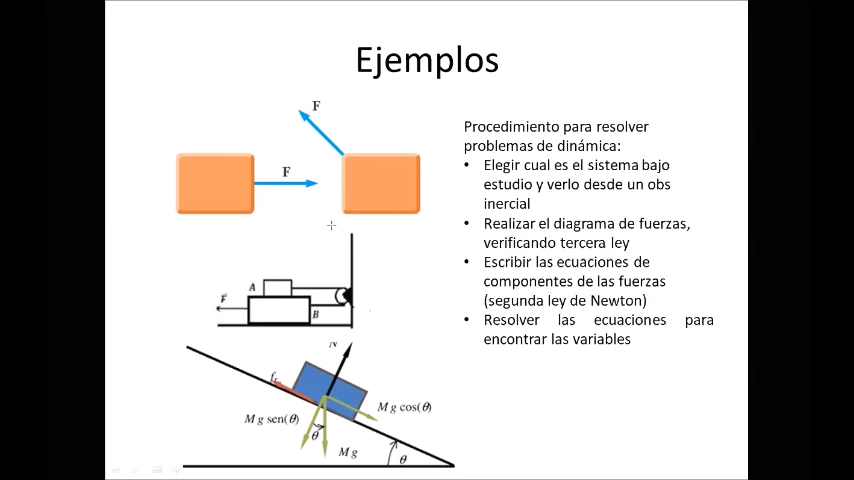 Ejemplos
F
F
Procedimiento para resolver
problemas de dinámica:
• Elegir cual es el sistema bajo
estudio y verlo desde un obs
inercial
• Realizar el diagrama de fuerzas,
verificando tercera ley
• Escribir las ecuaciones de
componentes de las fuerzas
(segunda ley de Newton)
• Resolver las ecuaciones para
encontrar las variables
A
F
B
N
fr
M g cos(θ)
M g sen(θ)
θ
M g
θ